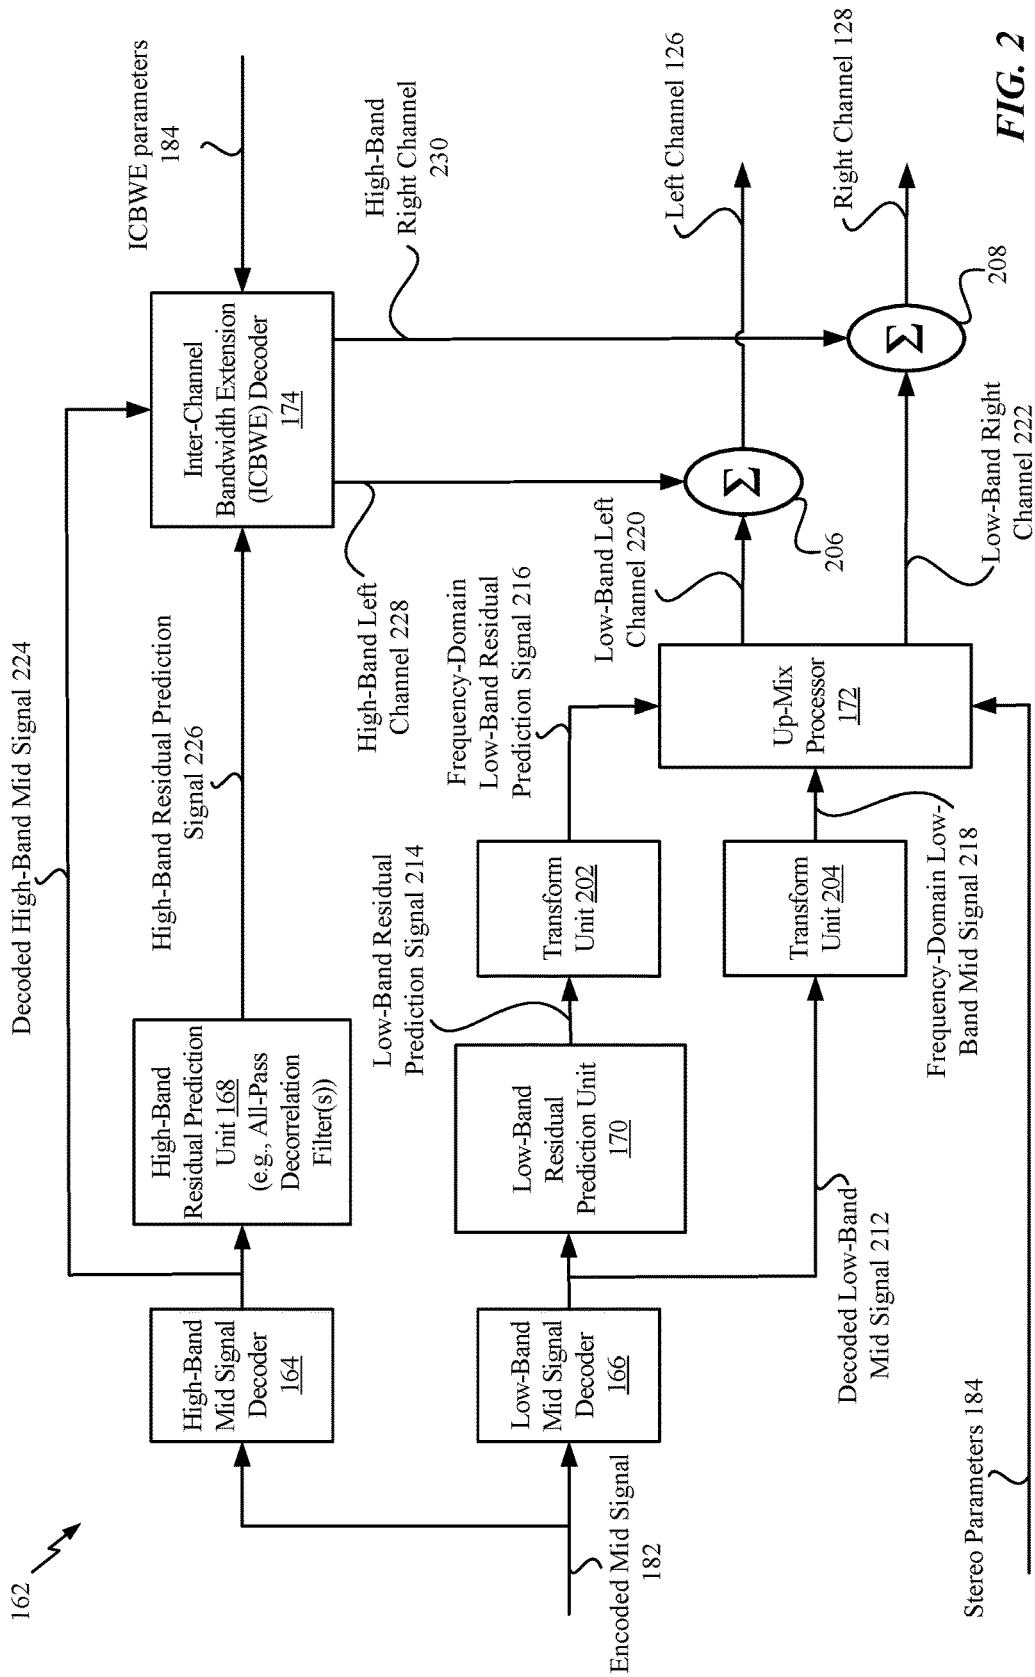 162
Decoded High-Band Mid Signal 224
High-Band Mid Signal
Decoder
164
High-Band
Residual Prediction
Unit 168
(e.g., All-Pass
Decorrelation
Filter(s))
High-Band Residual Prediction
Signal 226
Inter-Channel
Bandwidth Extension
(ICBWE) Decoder
174
ICBWE parameters
184
High-Band Left
Channel 228
High-Band
Right Channel
230
Encoded Mid Signal
182
Low-Band
Mid Signal
Decoder
166
Low-Band
Residual
Prediction Unit
170
Low-Band Residual
Prediction Signal 214
Transform
Unit 202
Frequency-Domain
Low-Band Residual
Prediction Signal 216
Decoded Low-Band
Mid Signal 212
Transform
Unit 204
Frequency-Domain Low-
Band Mid Signal 218
Up-Mix
Processor
172
Low-Band Left
Channel 220
Σ
206
Left Channel 126
Low-Band Right
Channel 222
Σ
208
Right Channel 128
Stereo Parameters 184
FIG. 2